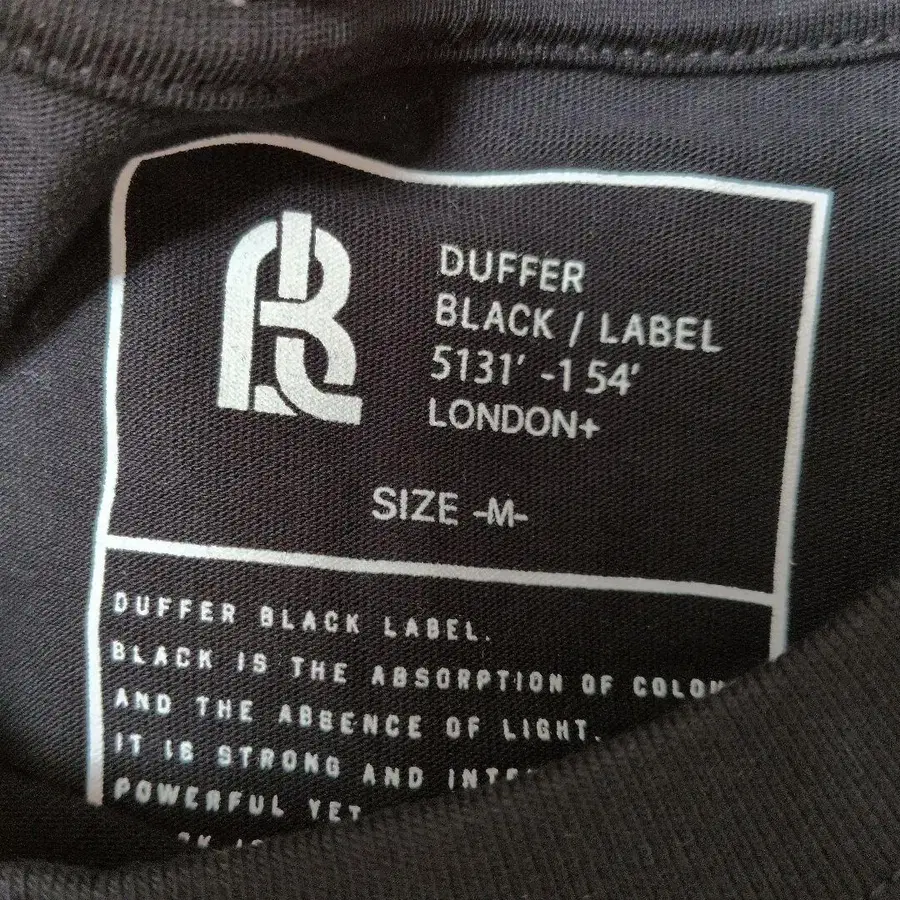 DUFFER
BLACK / LABEL
5131′ -1 54′
LONDON+
SIZE -M-
DUFFER BLACK LABEL.
BLACK IS THE ABSORPTION OF
AND THE ABSENCE OF LIGHT.
IT IS STRONG AND
POWERFUL YET